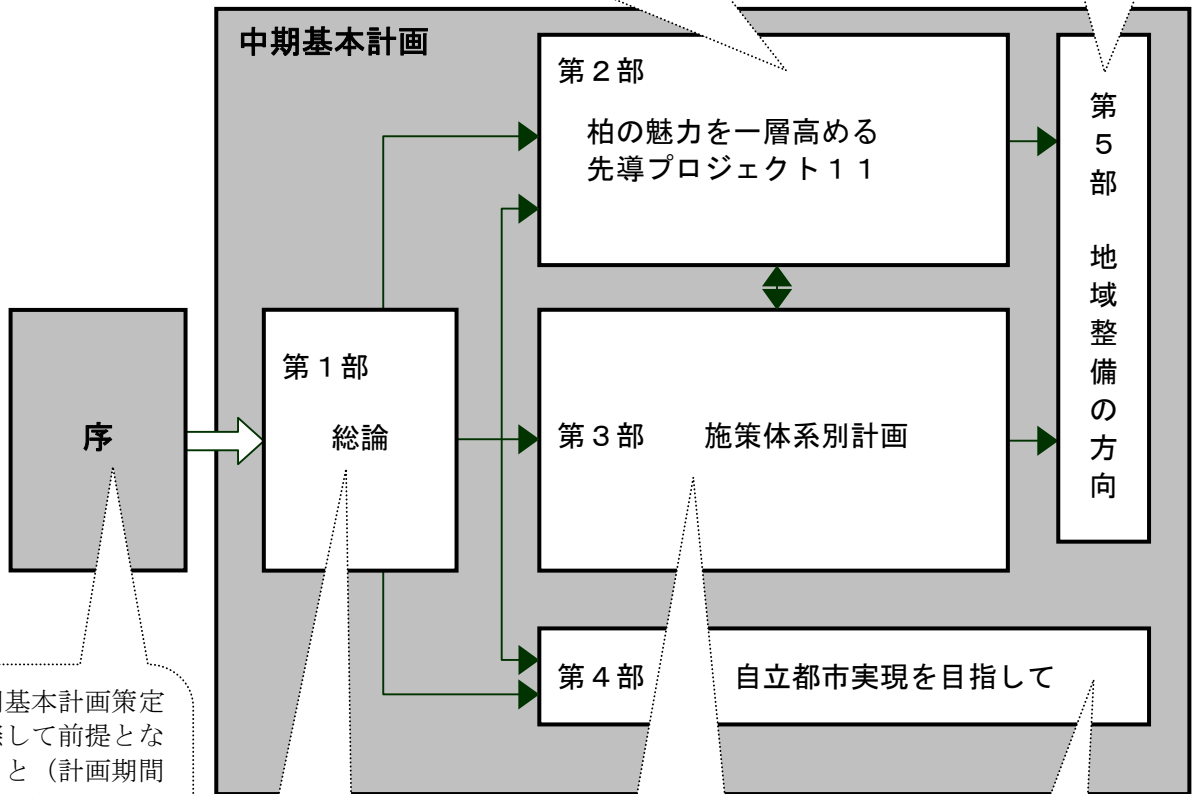 中期基本計画
第２部
柏の魅力を一層高める
先導プロジェクト１１
第５部　地域整備の方向
第１部
総論
序
第３部　施策体系別計画
第４部　自立都市実現を目指して
期基本計画策定
して前提とな
と（計画期間